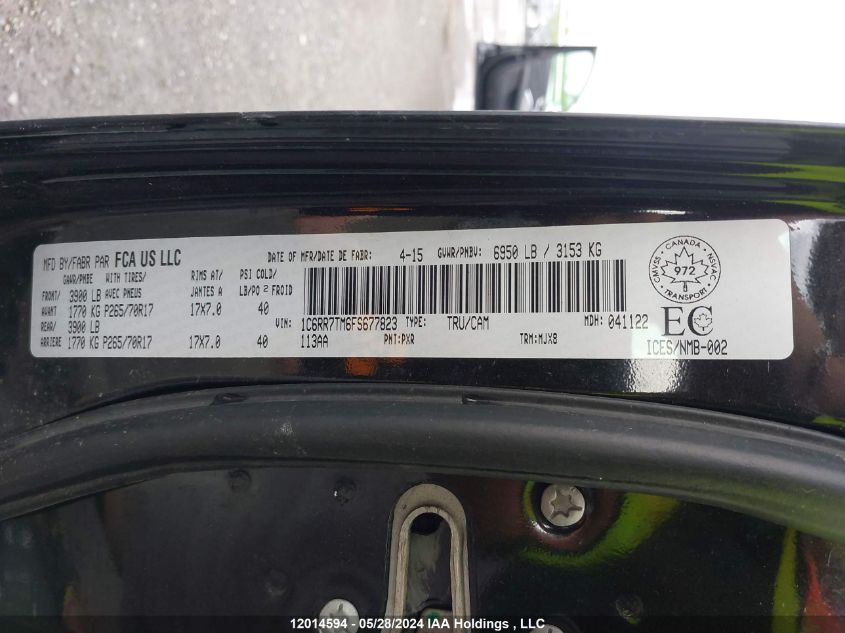 MFD BY/FABR PAR FCA US LLC
DATE OF MFR/DATE DE FABR: 4-15 GVWR/PNBV: 6950 LB / 3153 KG
GAWR/PNBE WITH TIRES/ RIMS AT/ PSI COLD/
FRONT/ 3900 LB AVEC PNEUS JANTES A LB/PO² FROID
AVANT 1770 KG P265/70R17 17X7.0 40
REAR/ 3900 LB
ARRIERE 1770 KG P265/70R17 17X7.0 40
VIN: 1C6RR7TM6FS677823 TYPE: TRU/CAM MDH: 041122
113AA PNT:PXR TRM:MJX8
CANADA
CMVSS NSVAC
972
TRANSPORT
EC
ICES/NMB-002
12014594 - 05/28/2024 IAA Holdings , LLC